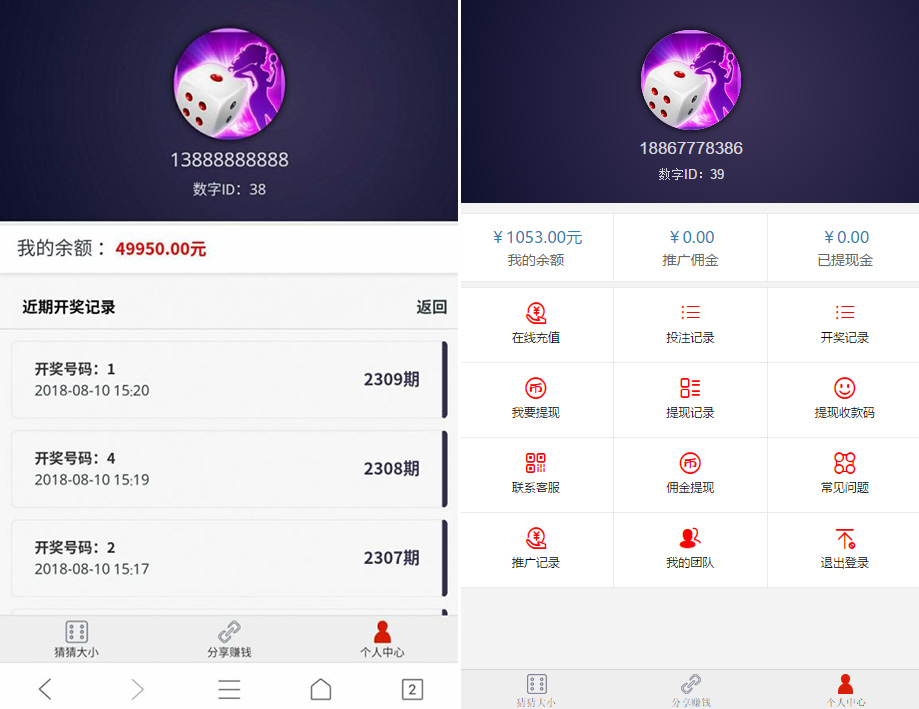 13888888888
数字ID：38
我的余额：49950.00元
近期开奖记录 返回
开奖号码：1
2018-08-10 15:20
2309期
开奖号码：4
2018-08-10 15:19
2308期
开奖号码：2
2018-08-10 15:17
2307期
猜猜大小 分享赚钱 个人中心
2
18867778386
数字ID：39
￥1053.00元 ￥0.00 ￥0.00
我的余额 推广佣金 已提现金
在线充值 投注记录 开奖记录
我要提现 提现记录 提现收款码
联系客服 佣金提现 常见问题
推广记录 我的团队 退出登录
猜猜大小 分享赚钱 个人中心